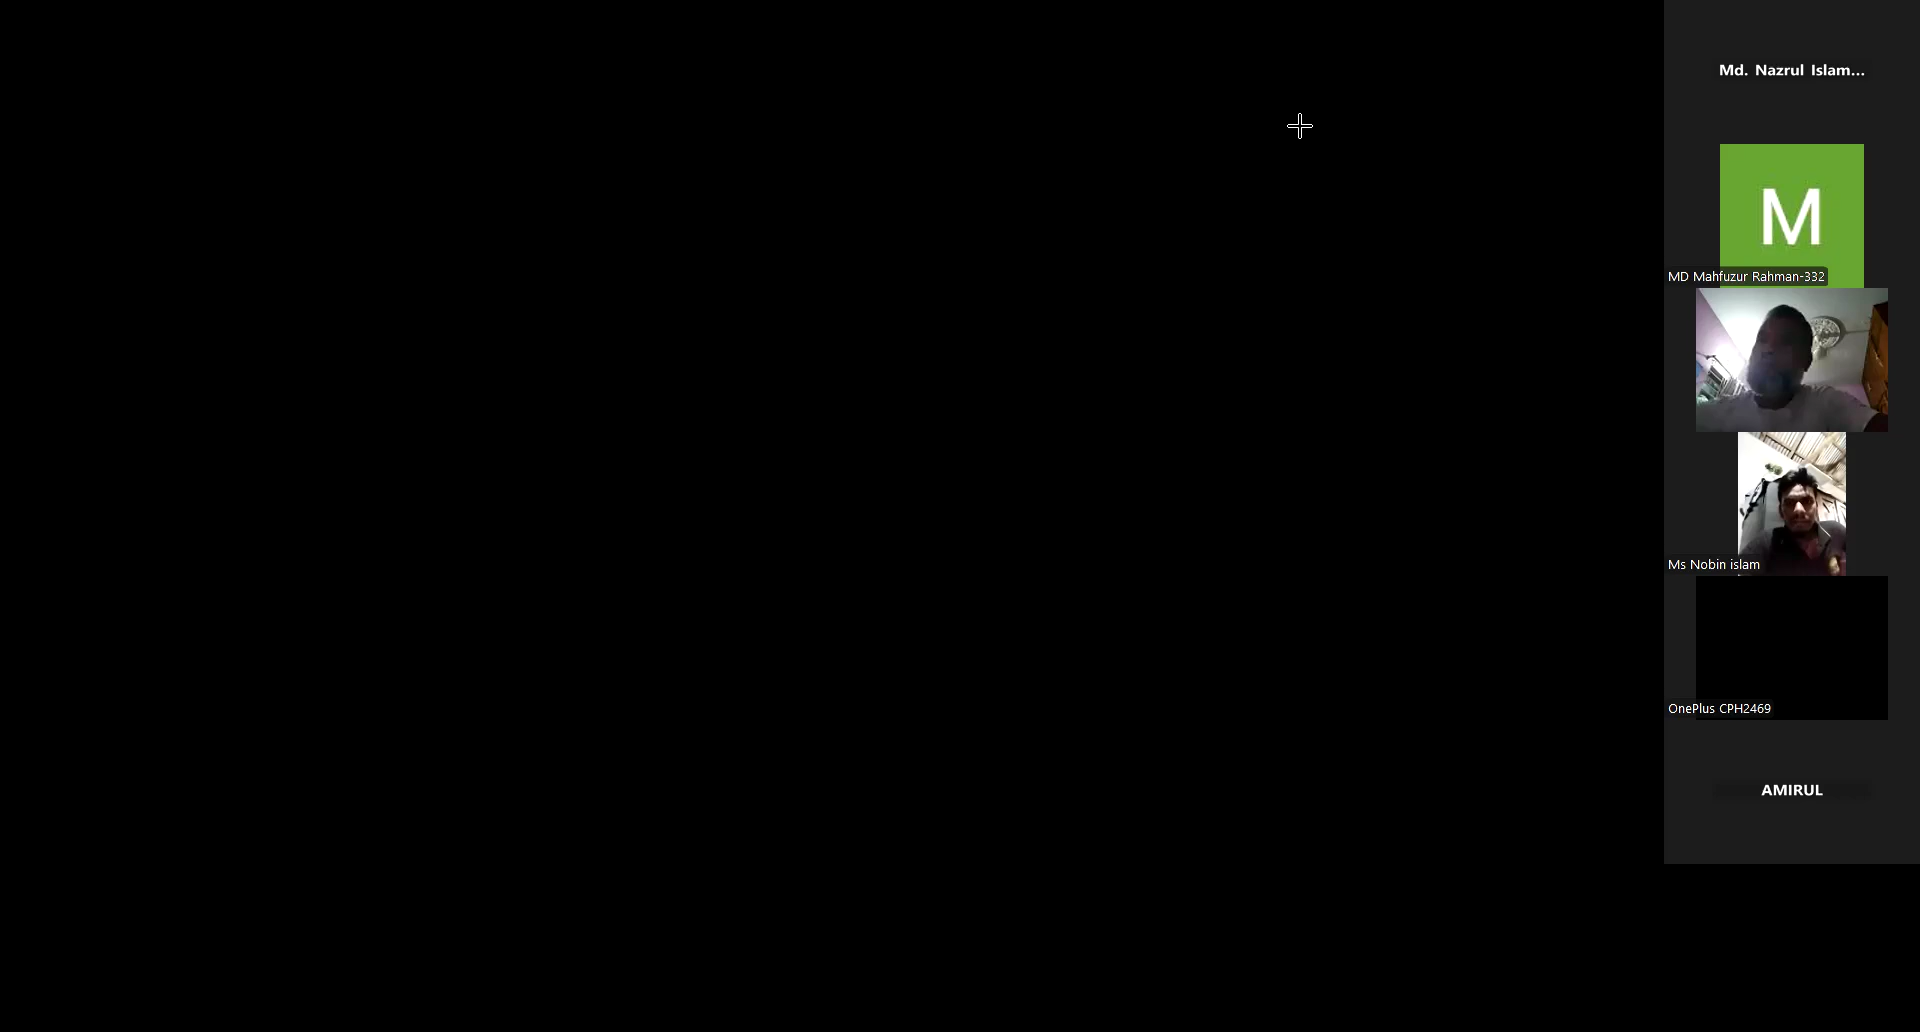 Md. Nazrul Islam...
M
MD Mahfuzur Rahman-332
Ms Nobin islam
OnePlus CPH2469
AMIRUL